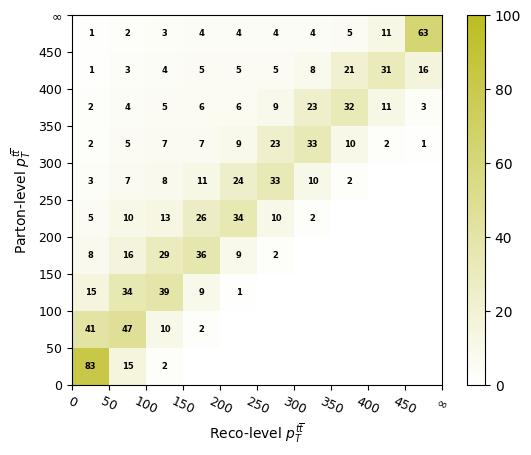 ∞ 1 2 3 4 4 4 4 5 11 63 100
450 1 3 4 5 5 5 8 21 31 16
400 2 4 5 6 6 9 23 32 11 3 80
350 2 5 7 7 9 23 33 10 2 1
300 3 7 8 11 24 33 10 2 60
250 5 10 13 26 34 10 2
200 8 16 29 36 9 2 40
150 15 34 39 9 1
100 41 47 10 2 20
50 83 15 2
0 0
0 50 100 150 200 250 300 350 400 450 ∞
Reco-level $p_T^{t\overline{t}}$
Parton-level $p_T^{t\overline{t}}$